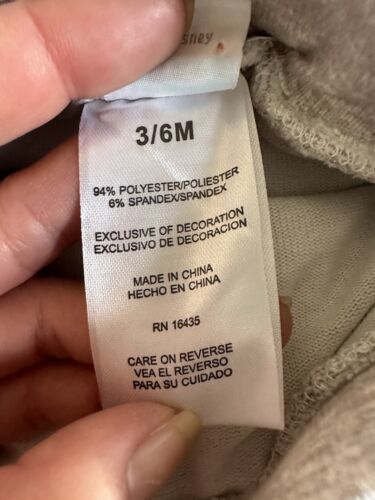 sney
3/6M
94% POLYESTER/POLIESTER
6% SPANDEX/SPANDEX
EXCLUSIVE OF DECORATION
EXCLUSIVO DE DECORACION
MADE IN CHINA
HECHO EN CHINA
RN 16435
CARE ON REVERSE
VEA EL REVERSO
PARA SU CUIDADO